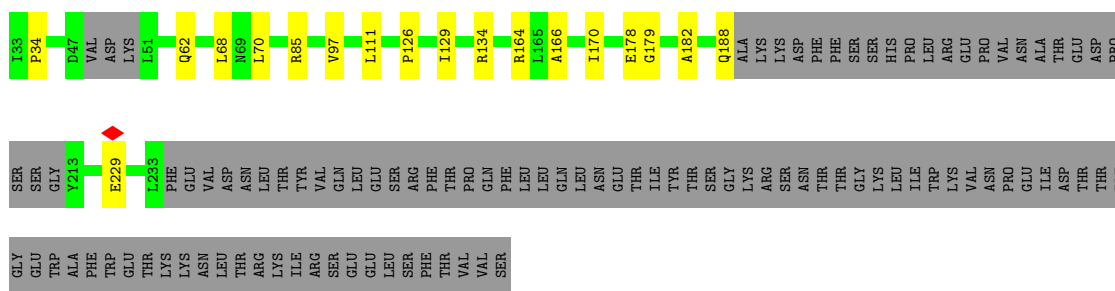 I33 P34 D47 VAL ASP LYS L51 Q62 L68 N69 L70 R85 V97 L111 P126 I129 R134 R164 L165 A166 I170 E178 G179 A182 Q188 ALA LYS LYS ASP PHE PHE SER SER HIS PRO LEU ARG GLU PRO VAL ASN ALA THR GLU ASP PRO
SER SER GLY Y213 E229 L233 PHE GLU VAL ASP ASN LEU THR TYR VAL GLN LEU GLU SER ARG PHE THR PRO GLN PHE LEU LEU GLN LEU ASN GLU THR ILE TYR THR SER GLY LYS ARG SER ASN THR THR GLY LYS LEU ILE TRP LYS VAL ASN PRO GLU ILE ASP THR THR
GLY GLU TRP ALA PHE TRP GLU THR LYS LYS ASN LEU THR ARG LYS ILE ARG SER GLU GLU LEU SER PHE THR VAL VAL SER